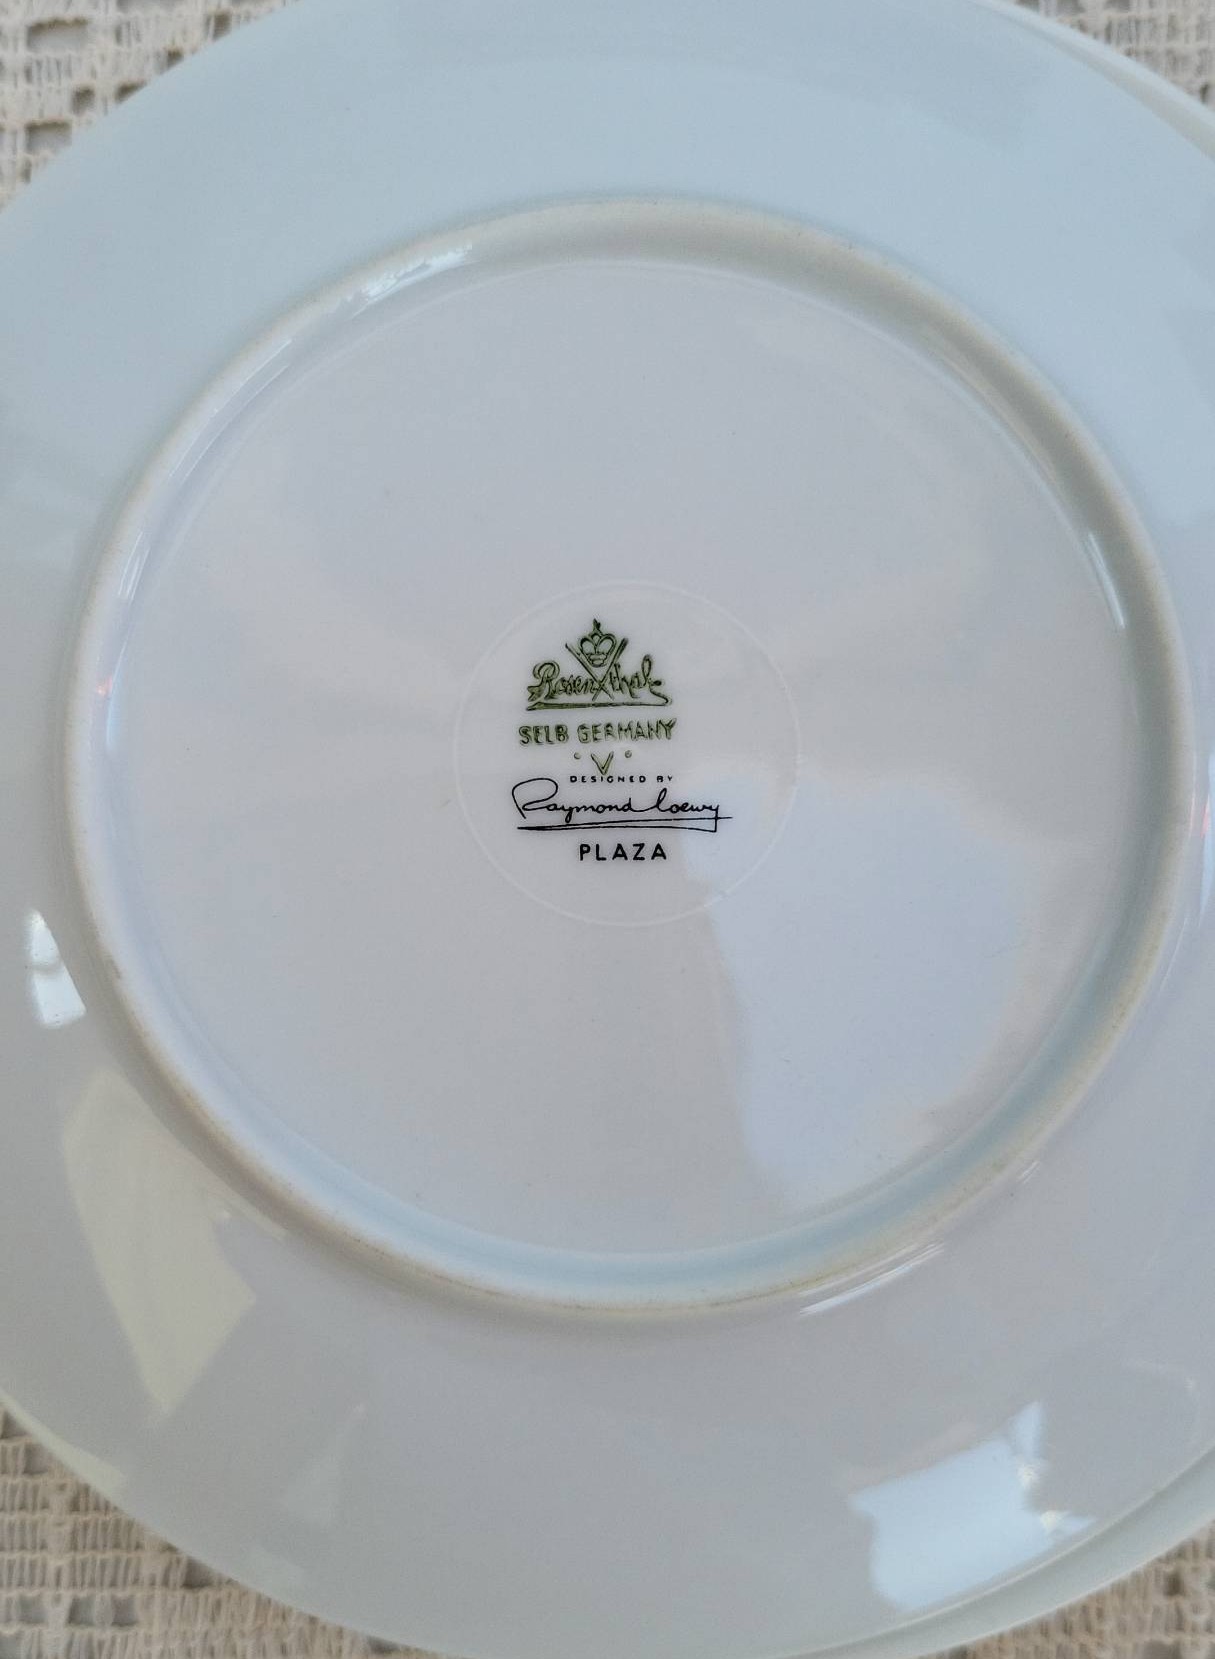 Rosenthal
SELB GERMANY
V
DESIGNED BY
Raymond Loewy
PLAZA